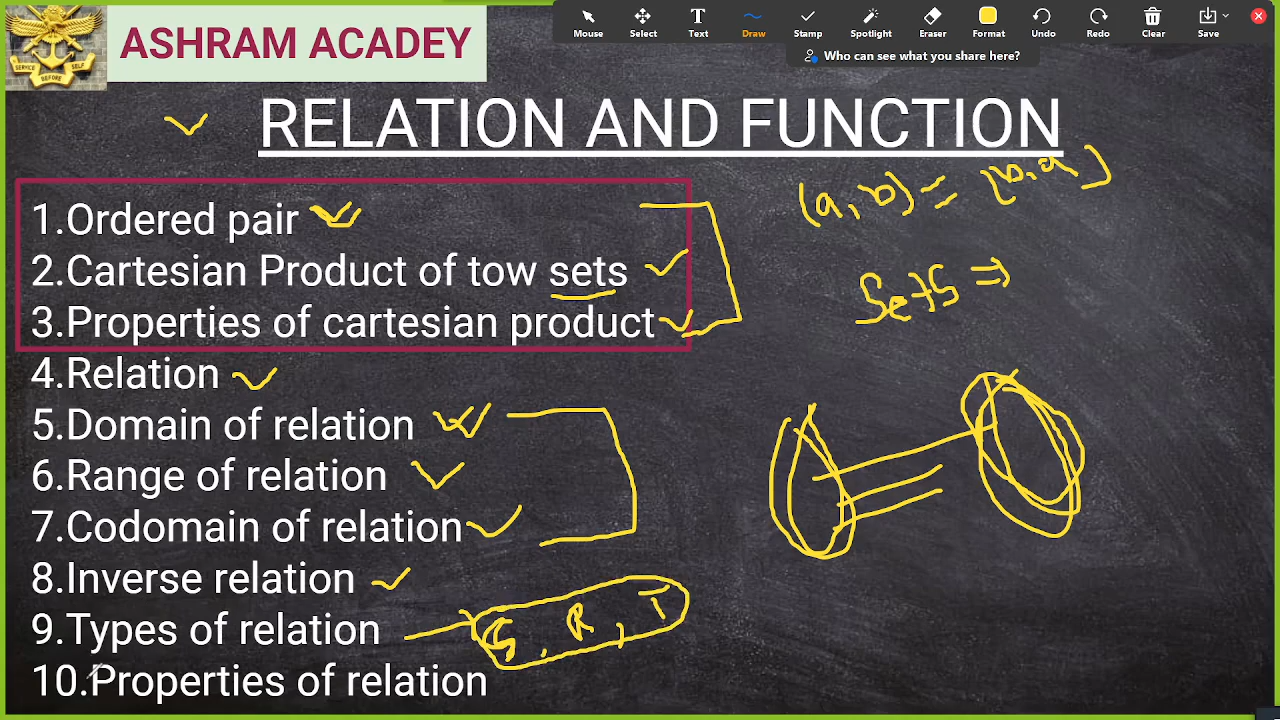 Mouse Select Text Draw Stamp Spotlight Eraser Format Undo Redo Clear Save
Who can see what you share here?
SERVICE BEFORE SELF
ASHRAM ACADEY
RELATION AND FUNCTION
(a,b) = [b,a]
1.Ordered pair
2.Cartesian Product of tow sets
Sets ⇒
3.Properties of cartesian product
4.Relation
5.Domain of relation
6.Range of relation
7.Codomain of relation
8.Inverse relation
9.Types of relation S, R, T
10.Properties of relation